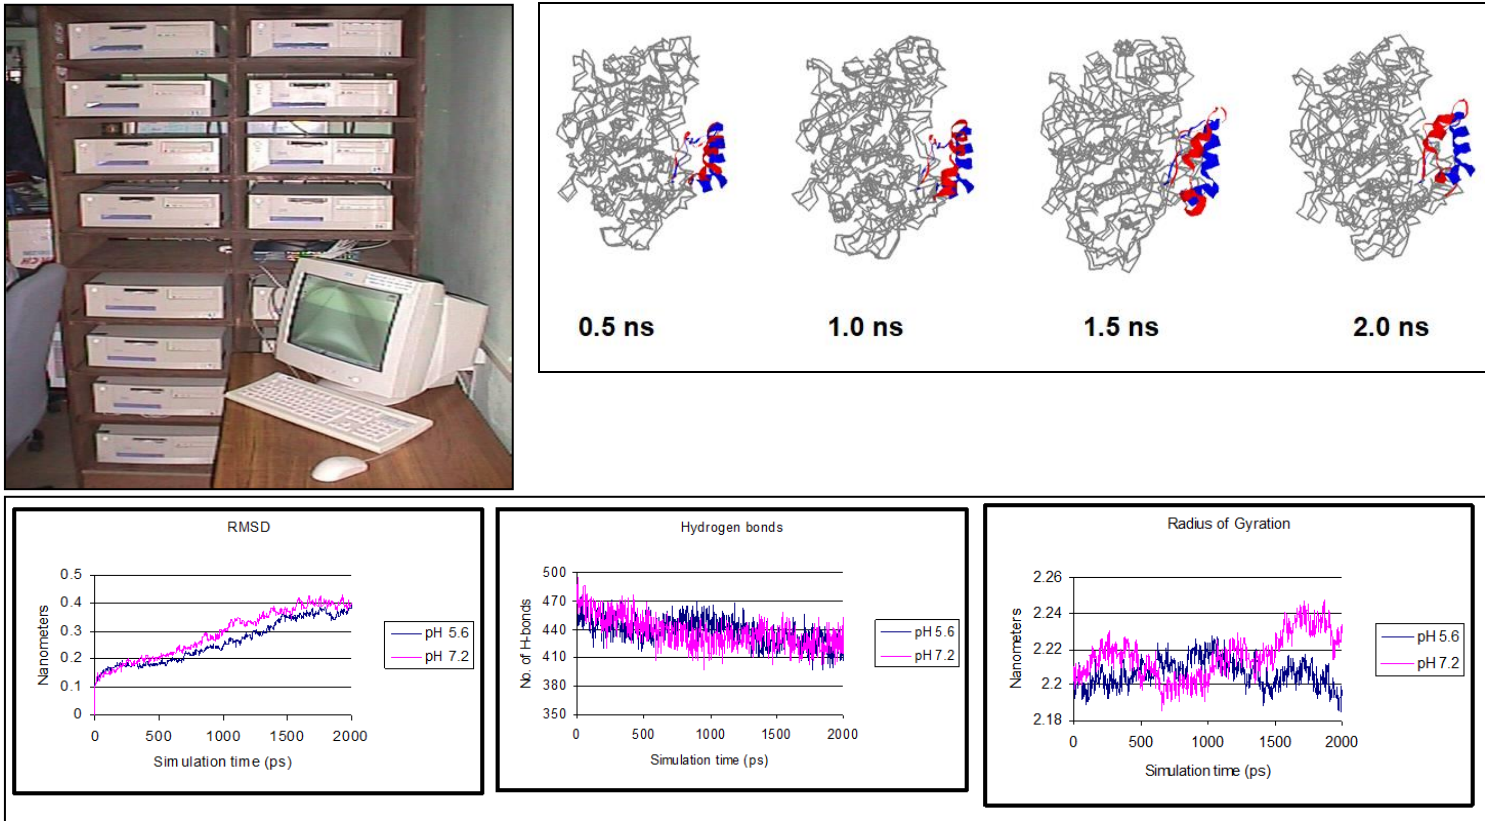 0.5 ns
1.0 ns
1.5 ns
2.0 ns
RMSD
Nanometers
0.5
0.4
0.3
0.2
0.1
0
0 500 1000 1500 2000
Simulation time (ps)
pH 5.6
pH 7.2
Hydrogen bonds
No. of H-bonds
500
470
440
410
380
350
0 500 1000 1500 2000
Simulation time (ps)
pH 5.6
pH 7.2
Radius of Gyration
Nanometers
2.26
2.24
2.22
2.2
2.18
0 500 1000 1500 2000
Simulation time (ps)
pH 5.6
pH 7.2